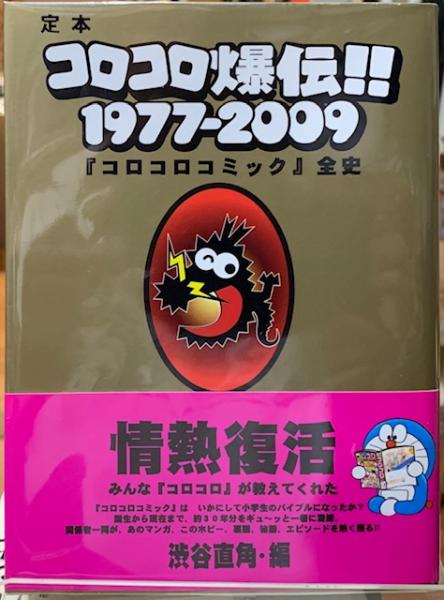 定本
コロコロ爆伝!!
1977-2009
『コロコロコミック』全史
情熱復活
みんな『コロコロ』が教えてくれた
『コロコロコミック』は いかにして小学生のバイブルになったか?
誕生から現在まで、約30年分をギュ〜ッと一冊に凝縮。
関係者一同が、あのマンガ、このホビー、裏話、秘話、エピソードを熱く語る!!
渋谷直角・編